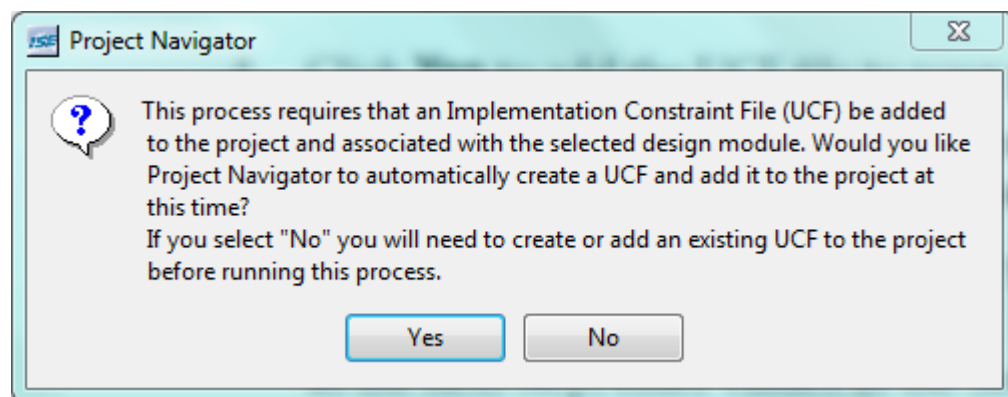 ISE Project Navigator
This process requires that an Implementation Constraint File (UCF) be added
to the project and associated with the selected design module. Would you like
Project Navigator to automatically create a UCF and add it to the project at
this time?
If you select "No" you will need to create or add an existing UCF to the project
before running this process.
Yes No